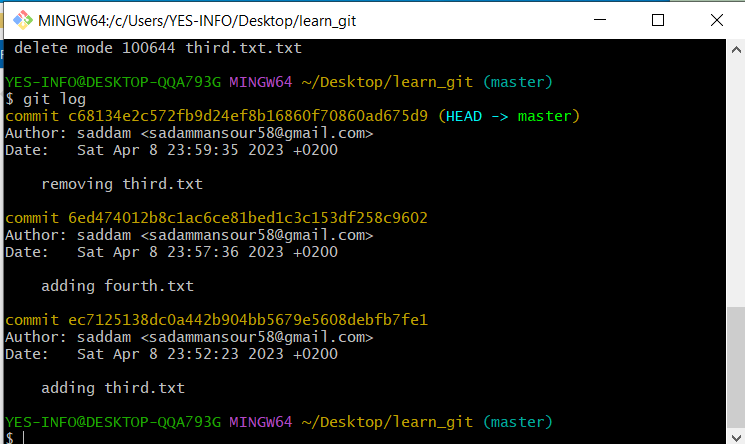 MINGW64:/c/Users/YES-INFO/Desktop/learn_git
delete mode 100644 third.txt.txt
YES-INFO@DESKTOP-QQA793G MINGW64 ~/Desktop/learn_git (master)
$ git log
commit c68134e2c572fb9d24ef8b16860f70860ad675d9 (HEAD -> master)
Author: saddam <sadammansour58@gmail.com>
Date:   Sat Apr 8 23:59:35 2023 +0200
removing third.txt
commit 6ed474012b8c1ac6ce81bed1c3c153df258c9602
Author: saddam <sadammansour58@gmail.com>
Date:   Sat Apr 8 23:57:36 2023 +0200
adding fourth.txt
commit ec7125138dc0a442b904bb5679e5608debfb7fe1
Author: saddam <sadammansour58@gmail.com>
Date:   Sat Apr 8 23:52:23 2023 +0200
adding third.txt
YES-INFO@DESKTOP-QQA793G MINGW64 ~/Desktop/learn_git (master)
$